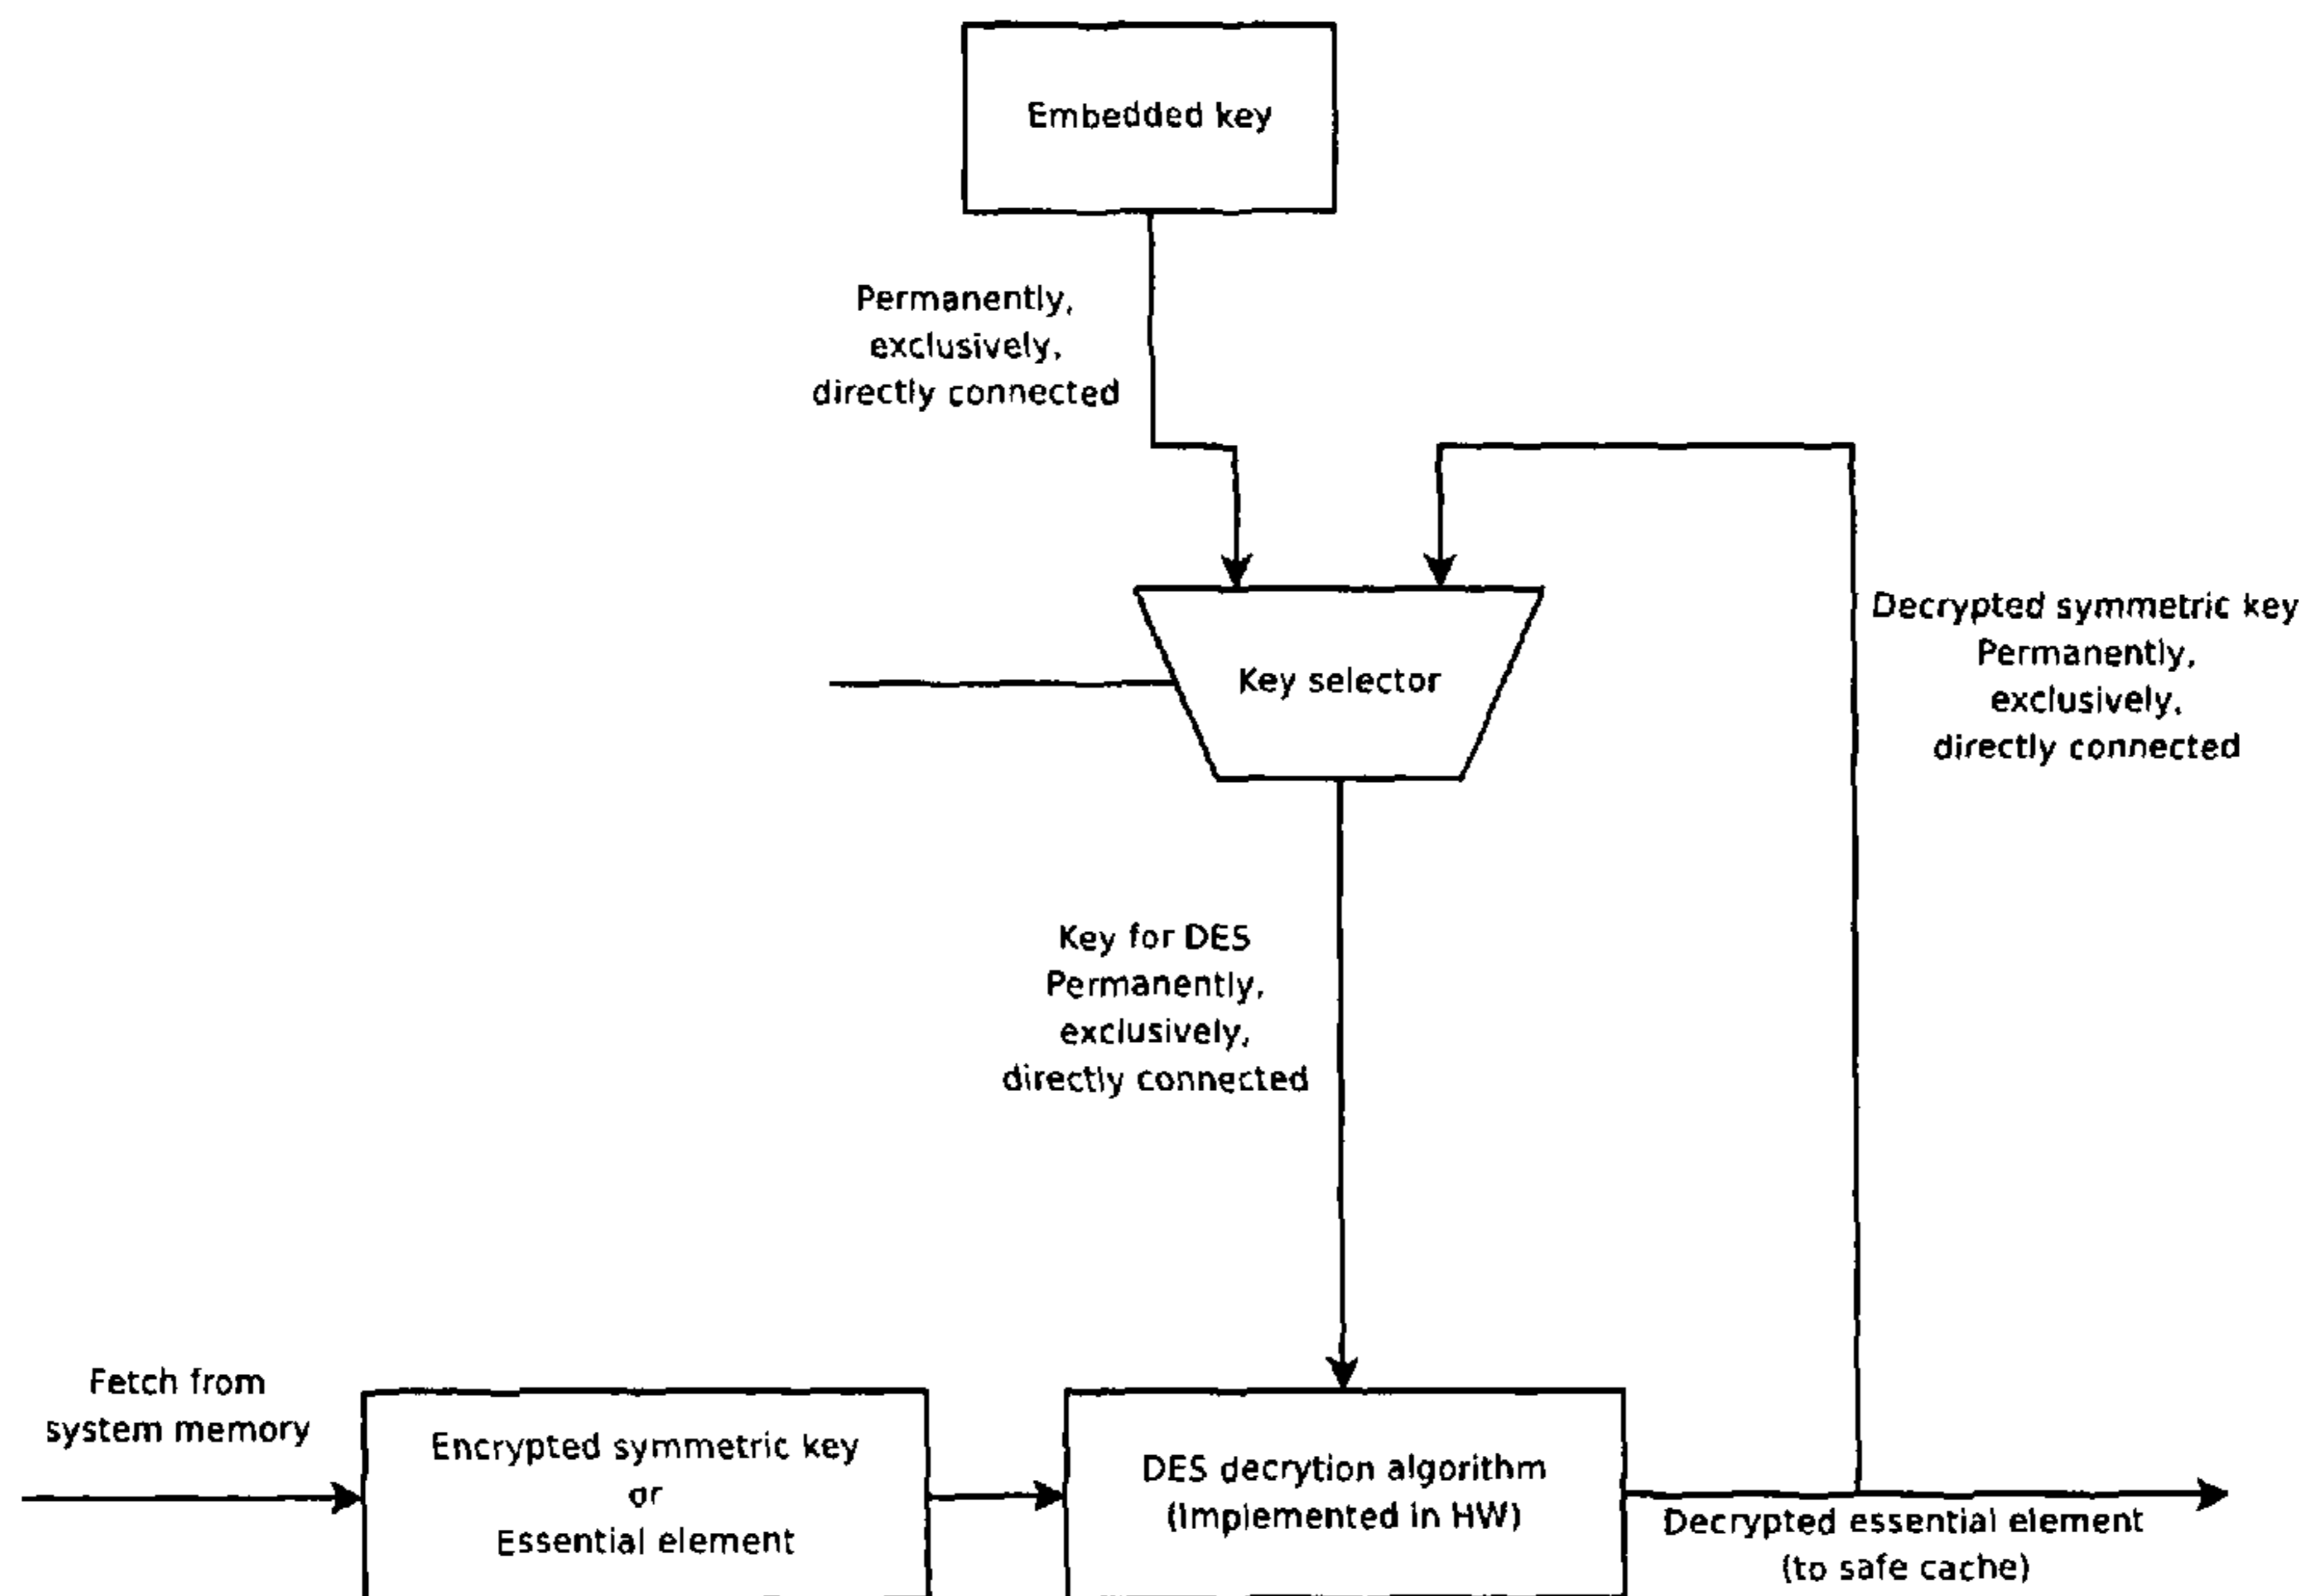 Embedded key
Permanently,
exclusively,
directly connected
Decrypted symmetric key
Permanently,
exclusively,
directly connected
Key selector
Key for DES
Permanently,
exclusively,
directly connected
Fetch from
system memory
Encrypted symmetric key
or
Essential element
DES decrytion algorithm
(Implemented in HW)
Decrypted essential element
(to safe cache)